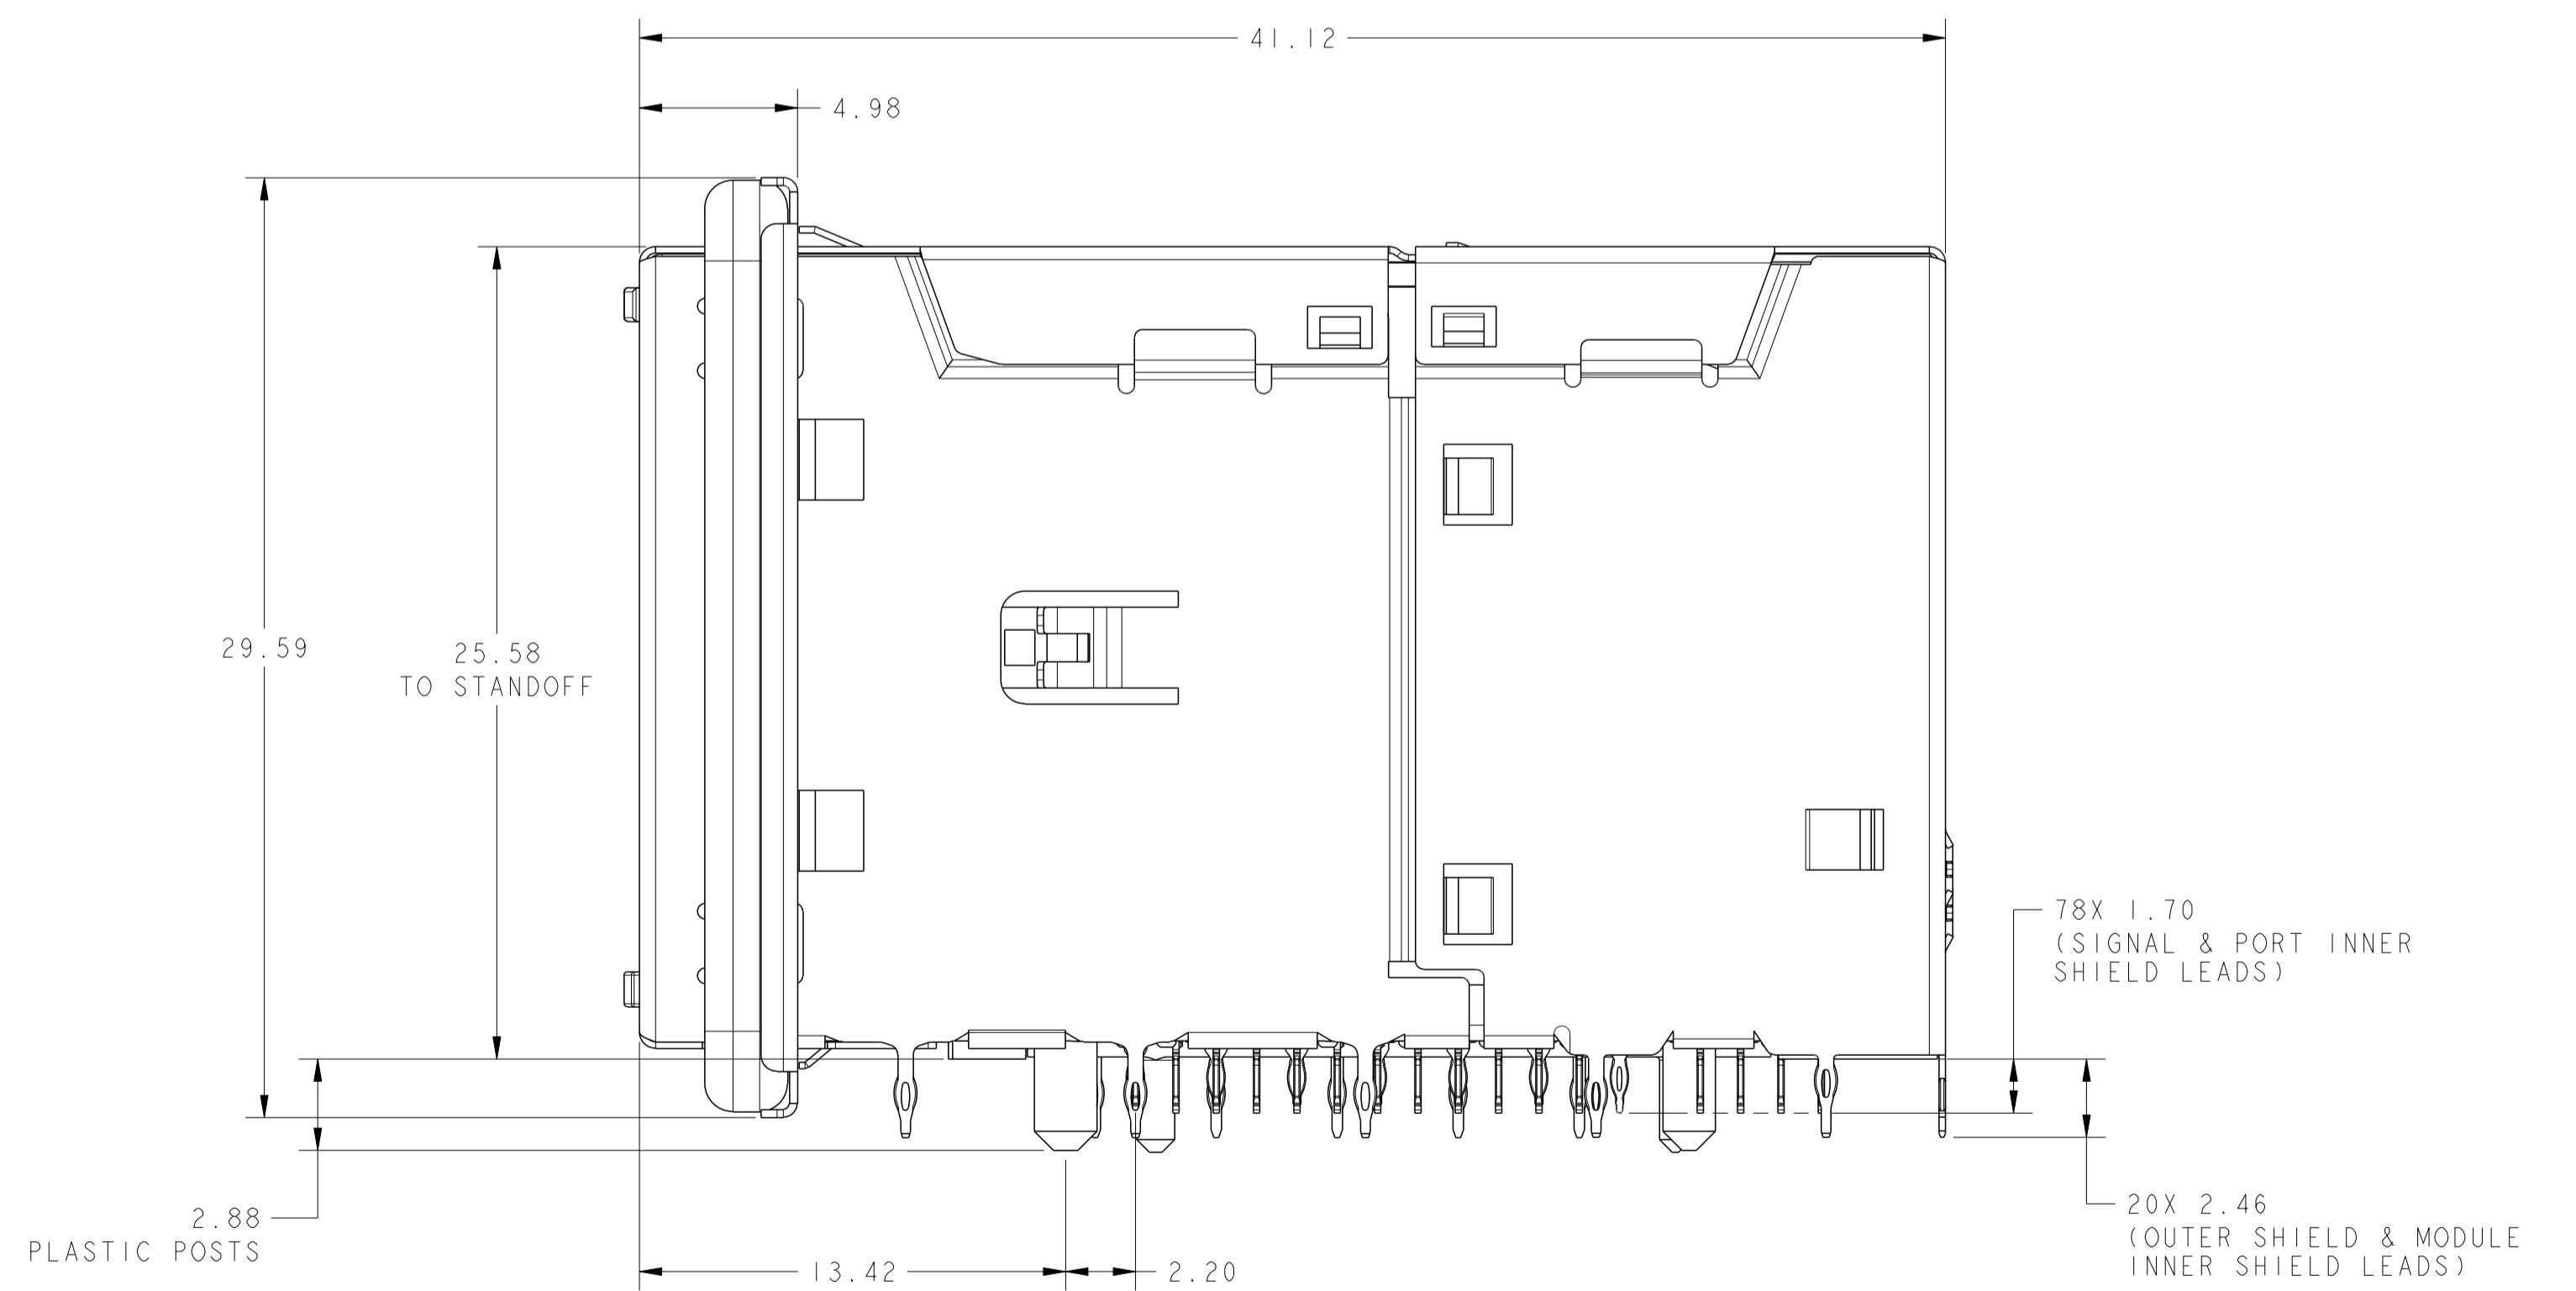 41.12
4.98
29.59
25.58
TO STANDOFF
78X 1.70
(SIGNAL & PORT INNER
SHIELD LEADS)
2.88
PLASTIC POSTS
20X 2.46
(OUTER SHIELD & MODULE
INNER SHIELD LEADS)
13.42
2.20